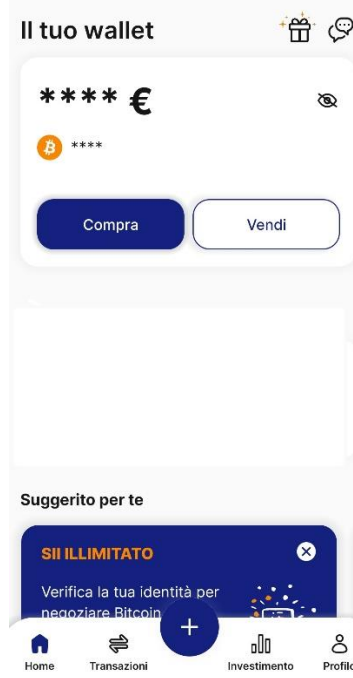 Il tuo wallet
**** €
****
Compra
Vendi
Suggerito per te
SII ILLIMITATO
Verifica la tua identità per
negoziare Bitcoin
Home
Transazioni
Investimento
Profilo